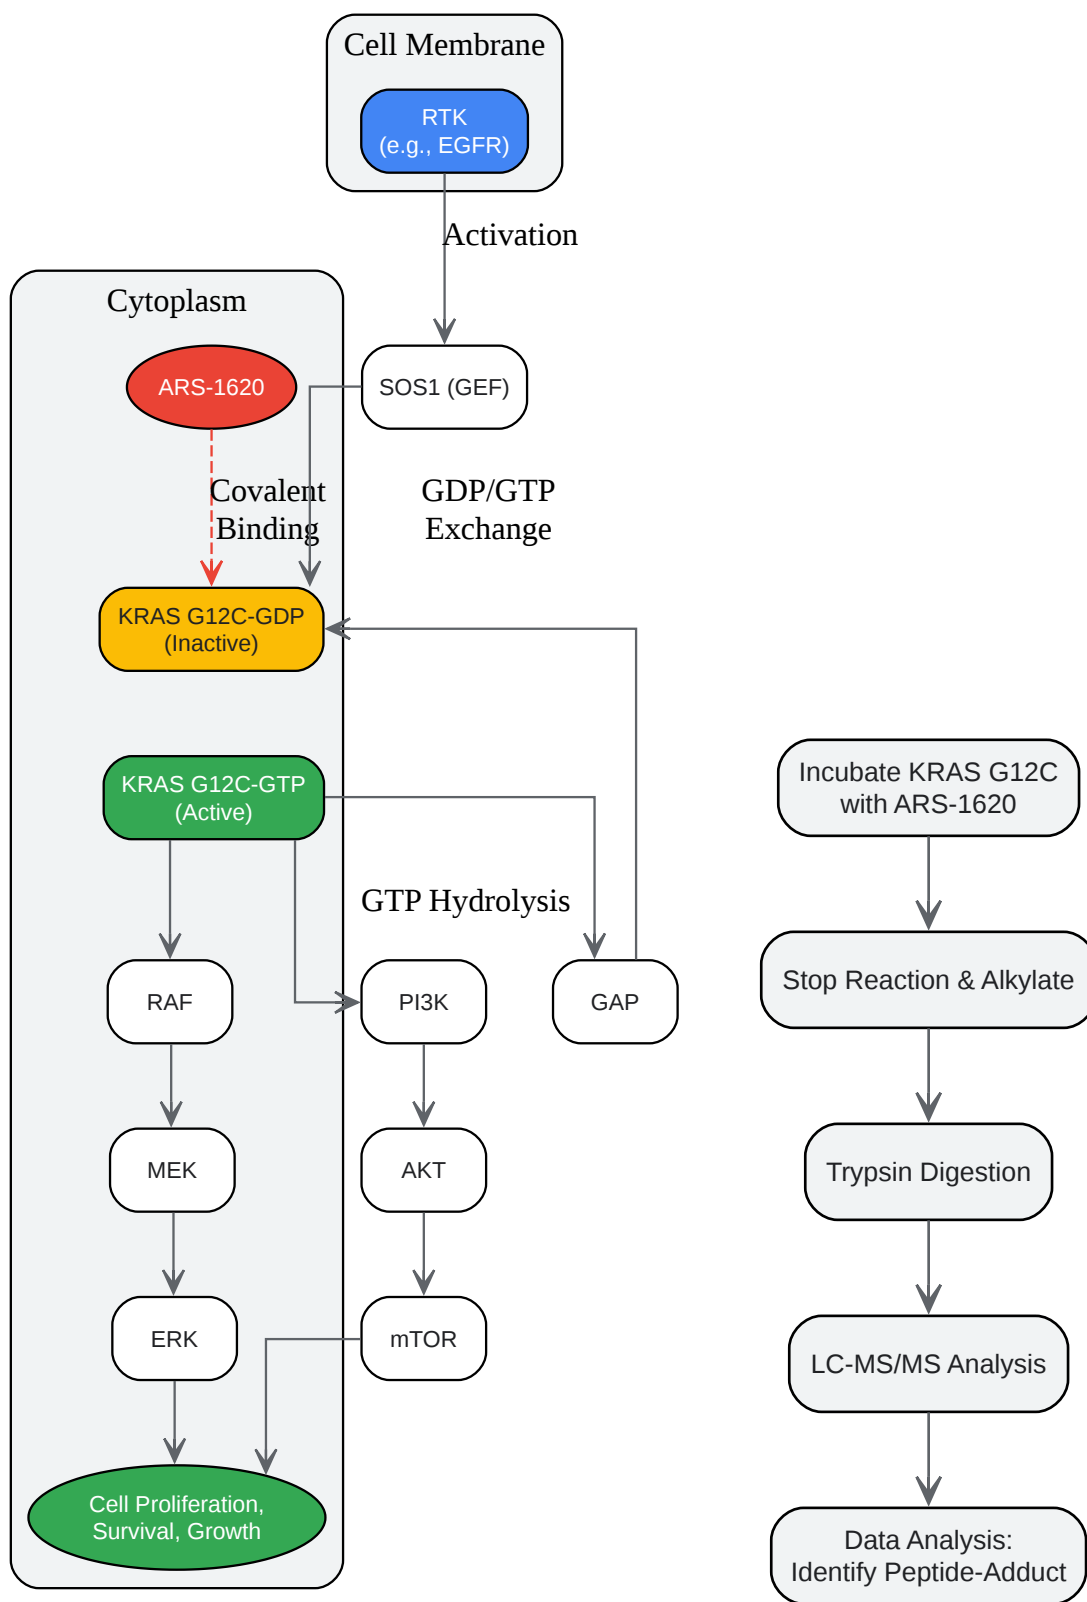 Cell Membrane
RTK
(e.g., EGFR)
Activation
Cytoplasm
ARS-1620
SOS1 (GEF)
Covalent
Binding
GDP/GTP
Exchange
KRAS G12C-GDP
(Inactive)
KRAS G12C-GTP
(Active)
GTP Hydrolysis
RAF
PI3K
GAP
MEK
AKT
ERK
mTOR
Cell Proliferation,
Survival, Growth
Incubate KRAS G12C
with ARS-1620
Stop Reaction & Alkylate
Trypsin Digestion
LC-MS/MS Analysis
Data Analysis:
Identify Peptide-Adduct